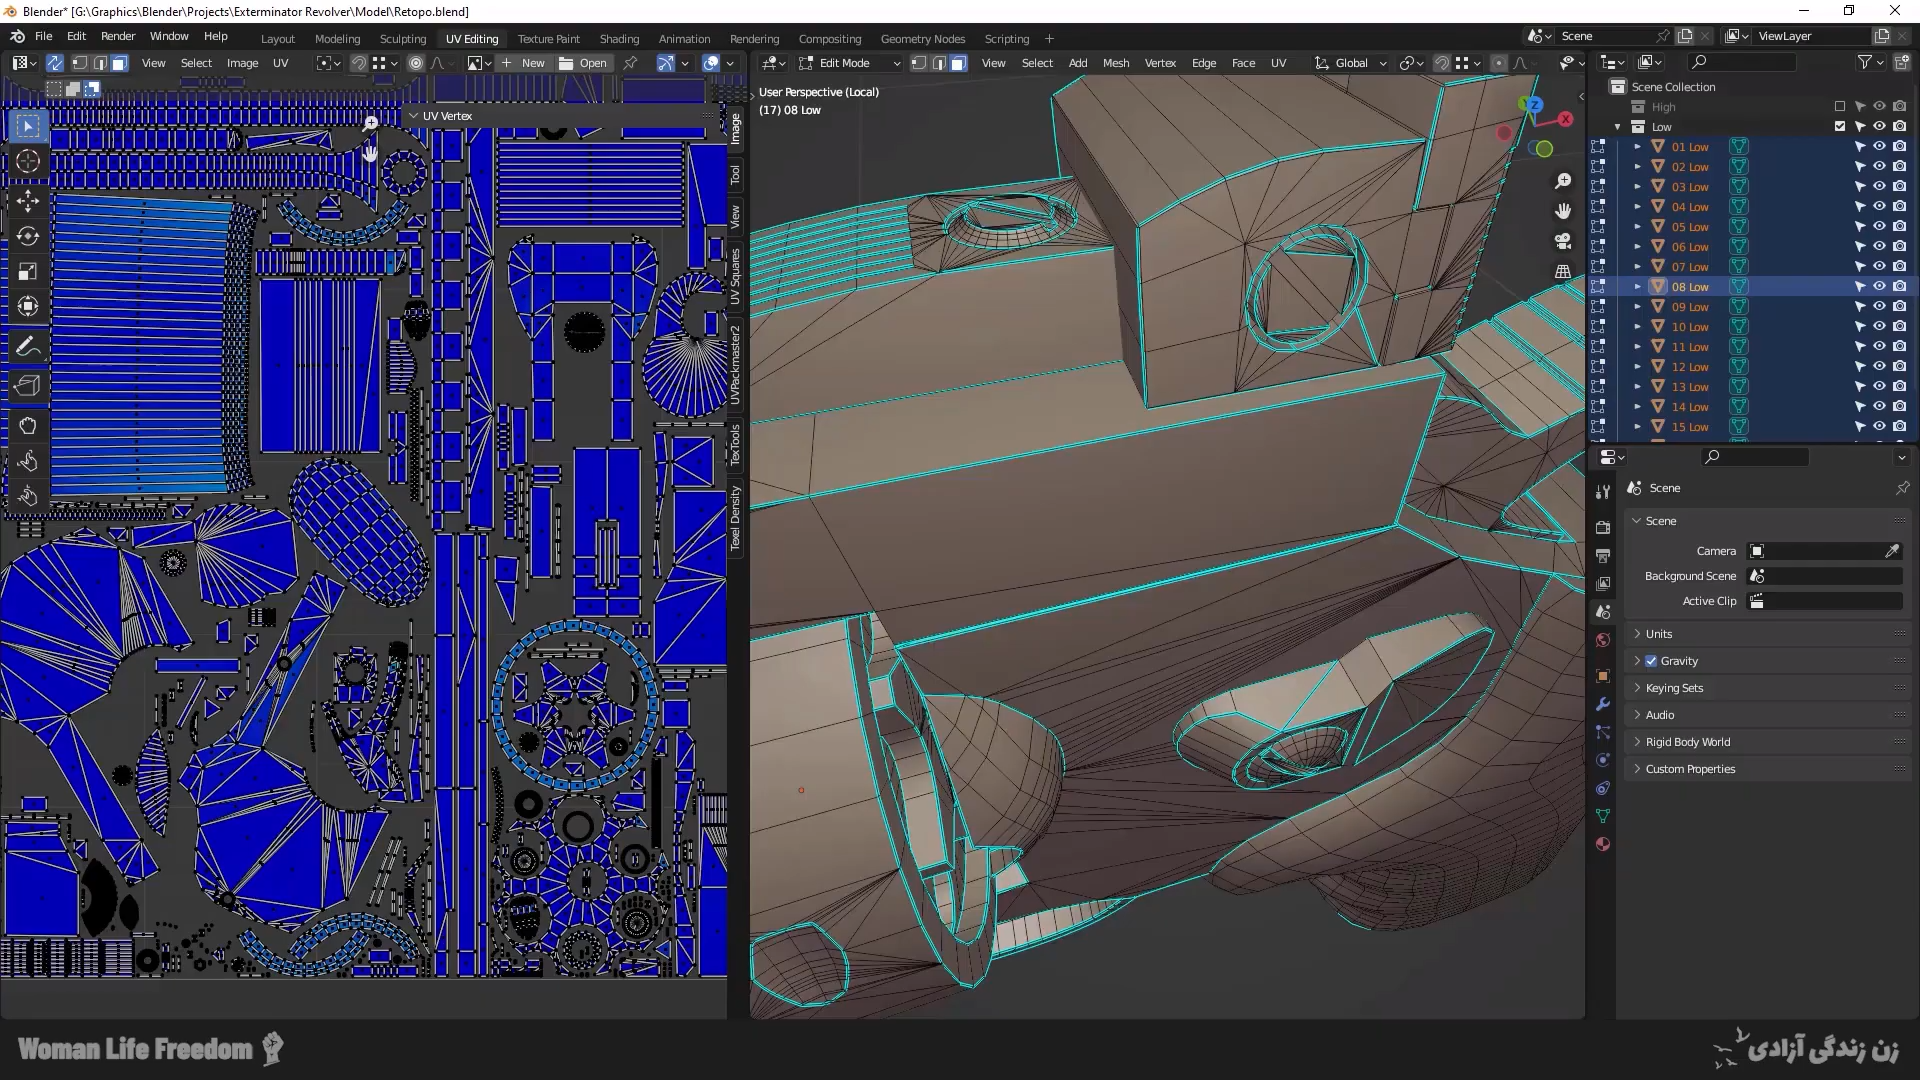 Blender* [G:\Graphics\Blender\Projects\Exterminator Revolver\Model\Retopo.blend]
File Edit Render Window Help Layout Modeling Sculpting UV Editing Texture Paint Shading Animation Rendering Compositing Geometry Nodes Scripting + Scene ViewLayer
View Select Image UV New Open Edit Mode View Select Add Mesh Vertex Edge Face UV Global
UV Vertex
Image
Tool
View
UV Squares
UVPackmaster2
TexTools
Texel Density
User Perspective (Local)
(17) 08 Low
Z
X
Scene Collection
High
Low
01 Low
02 Low
03 Low
04 Low
05 Low
06 Low
07 Low
08 Low
09 Low
10 Low
11 Low
12 Low
13 Low
14 Low
15 Low
Scene
Scene
Camera
Background Scene
Active Clip
Units
Gravity
Keying Sets
Audio
Rigid Body World
Custom Properties
Woman Life Freedom
زن زندگی آزادی